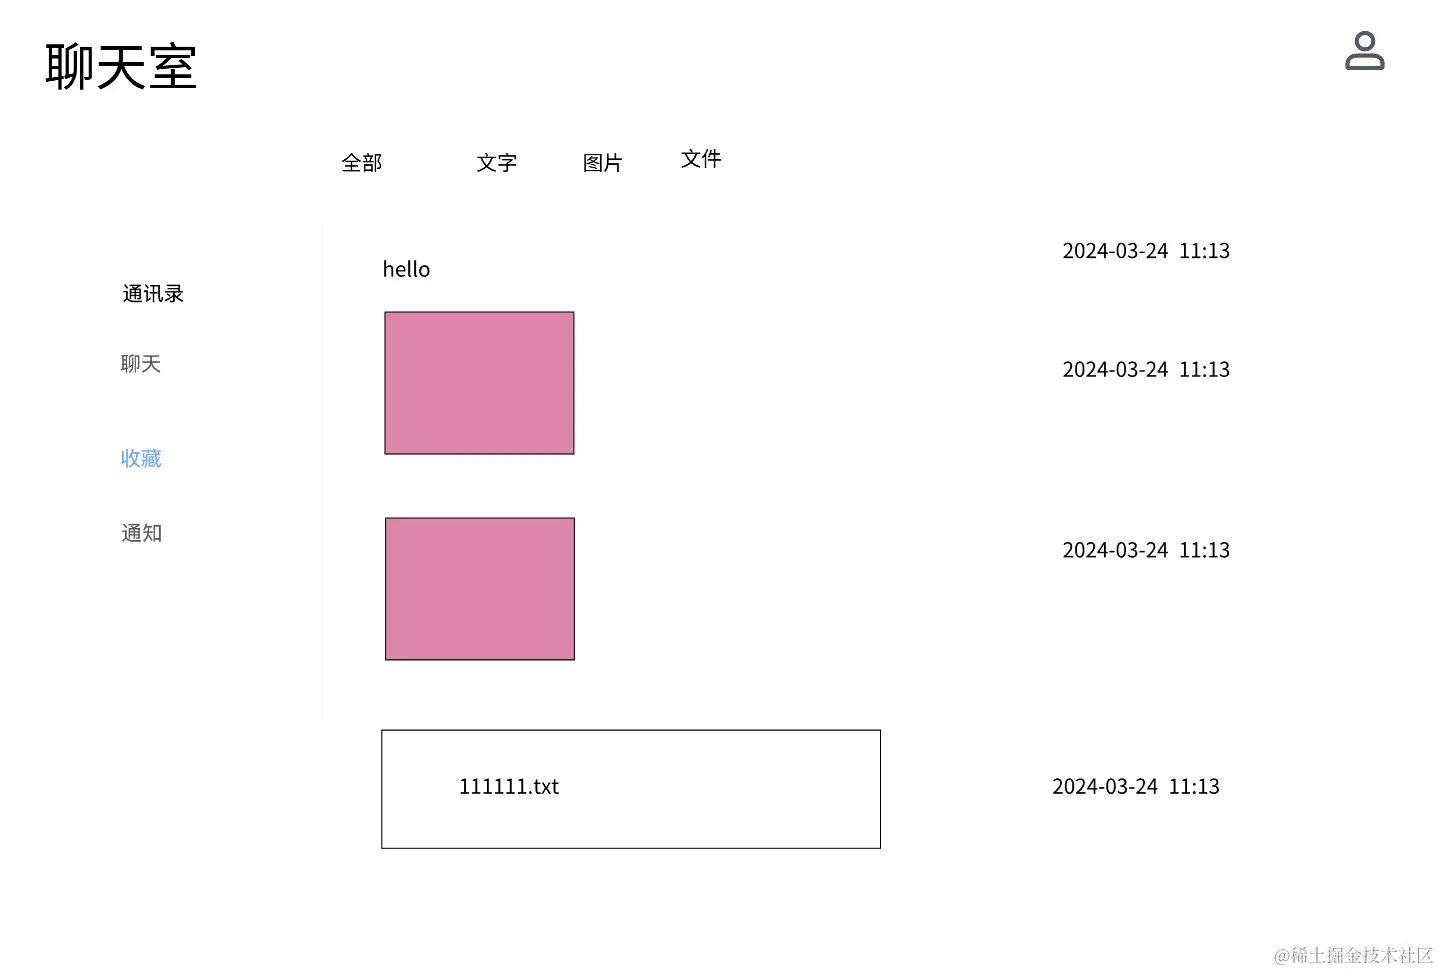 聊天室
全部 文字 图片 文件
通讯录
聊天
收藏
通知
hello 2024-03-24 11:13
2024-03-24 11:13
2024-03-24 11:13
111111.txt 2024-03-24 11:13
@稀土掘金技术社区